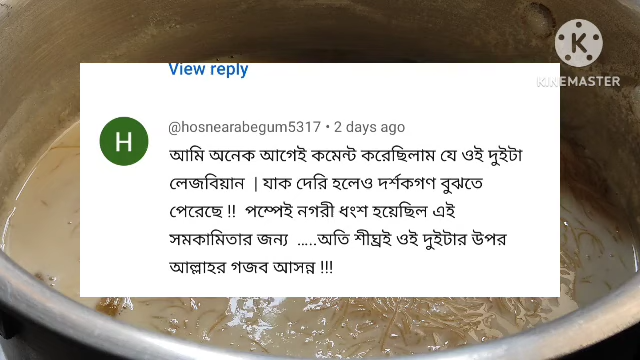 KINEMASTER
View reply
H
@hosnearabegum5317 • 2 days ago
আমি অনেক আগেই কমেন্ট করেছিলাম যে ওই দুইটা
লেজবিয়ান | যাক দেরি হলেও দর্শকগণ বুঝতে
পেরেছে !! পম্পেই নগরী ধংশ হয়েছিল এই
সমকামিতার জন্য .....অতি শীঘ্রই ওই দুইটার উপর
আল্লাহর গজব আসন্ন !!!